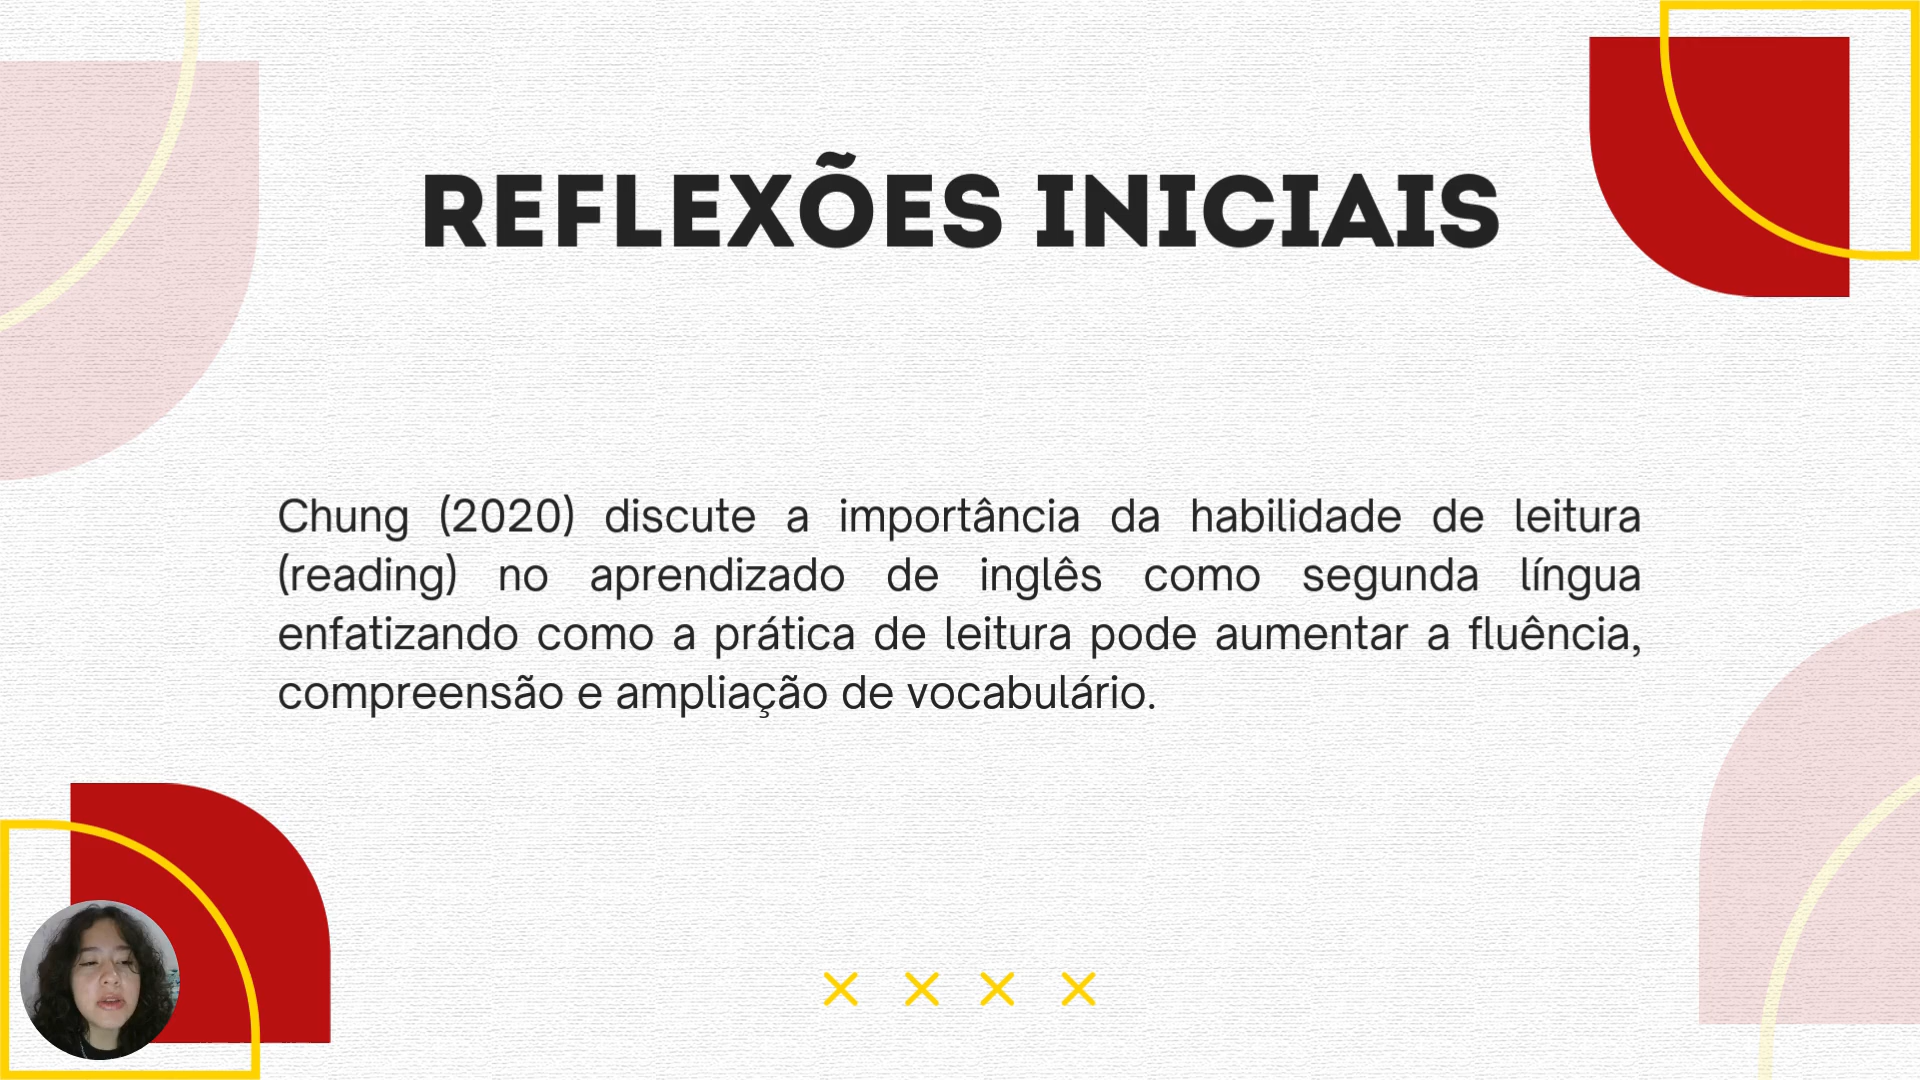 REFLEXÕES INICIAIS
Chung (2020) discute a importância da habilidade de leitura
(reading) no aprendizado de inglês como segunda língua
enfatizando como a prática de leitura pode aumentar a fluência,
compreensão e ampliação de vocabulário.